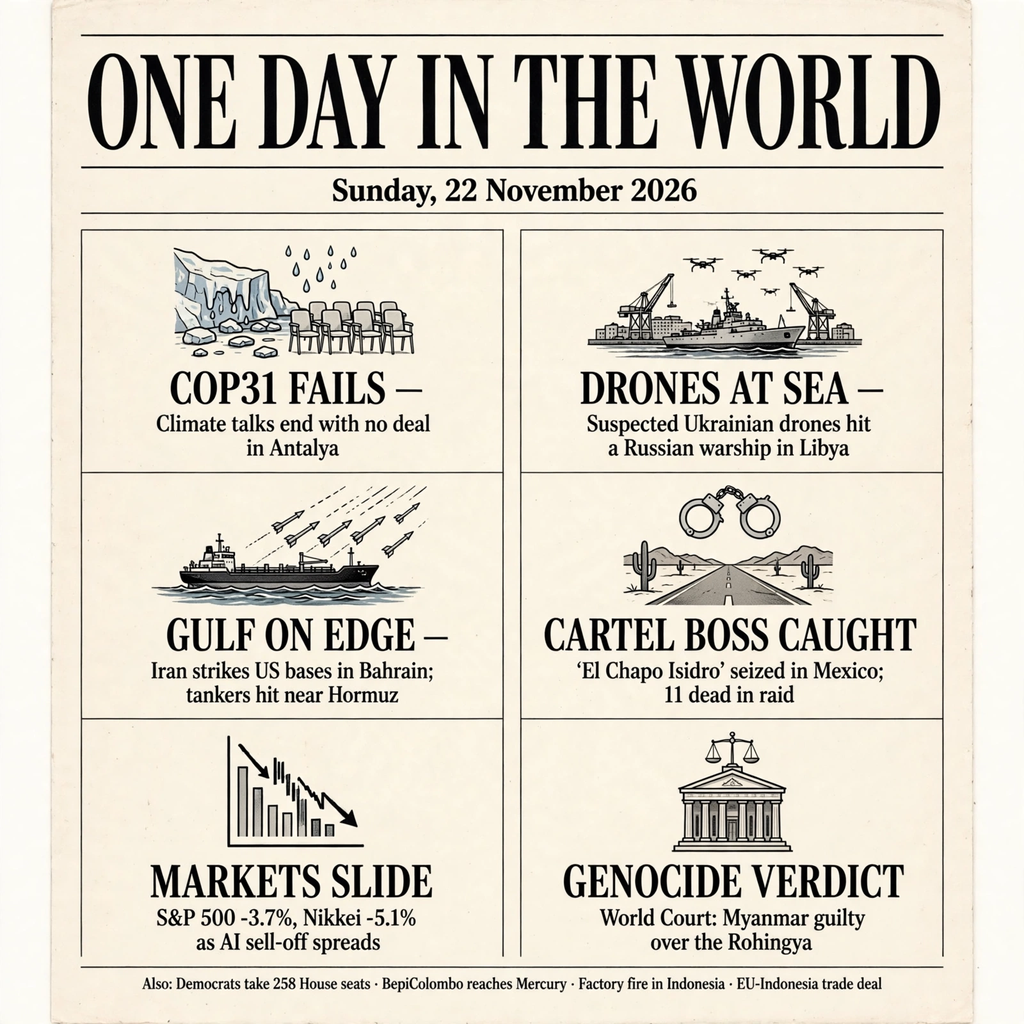 ONE DAY IN THE WORLD
Sunday, 22 November 2026
COP31 FAILS —
Climate talks end with no deal
in Antalya
DRONES AT SEA —
Suspected Ukrainian drones hit
a Russian warship in Libya
GULF ON EDGE —
Iran strikes US bases in Bahrain;
tankers hit near Hormuz
CARTEL BOSS CAUGHT
‘El Chapo Isidro’ seized in Mexico;
11 dead in raid
MARKETS SLIDE
S&P 500 -3.7%, Nikkei -5.1%
as AI sell-off spreads
GENOCIDE VERDICT
World Court: Myanmar guilty
over the Rohingya
Also: Democrats take 258 House seats · BepiColombo reaches Mercury · Factory fire in Indonesia · EU-Indonesia trade deal